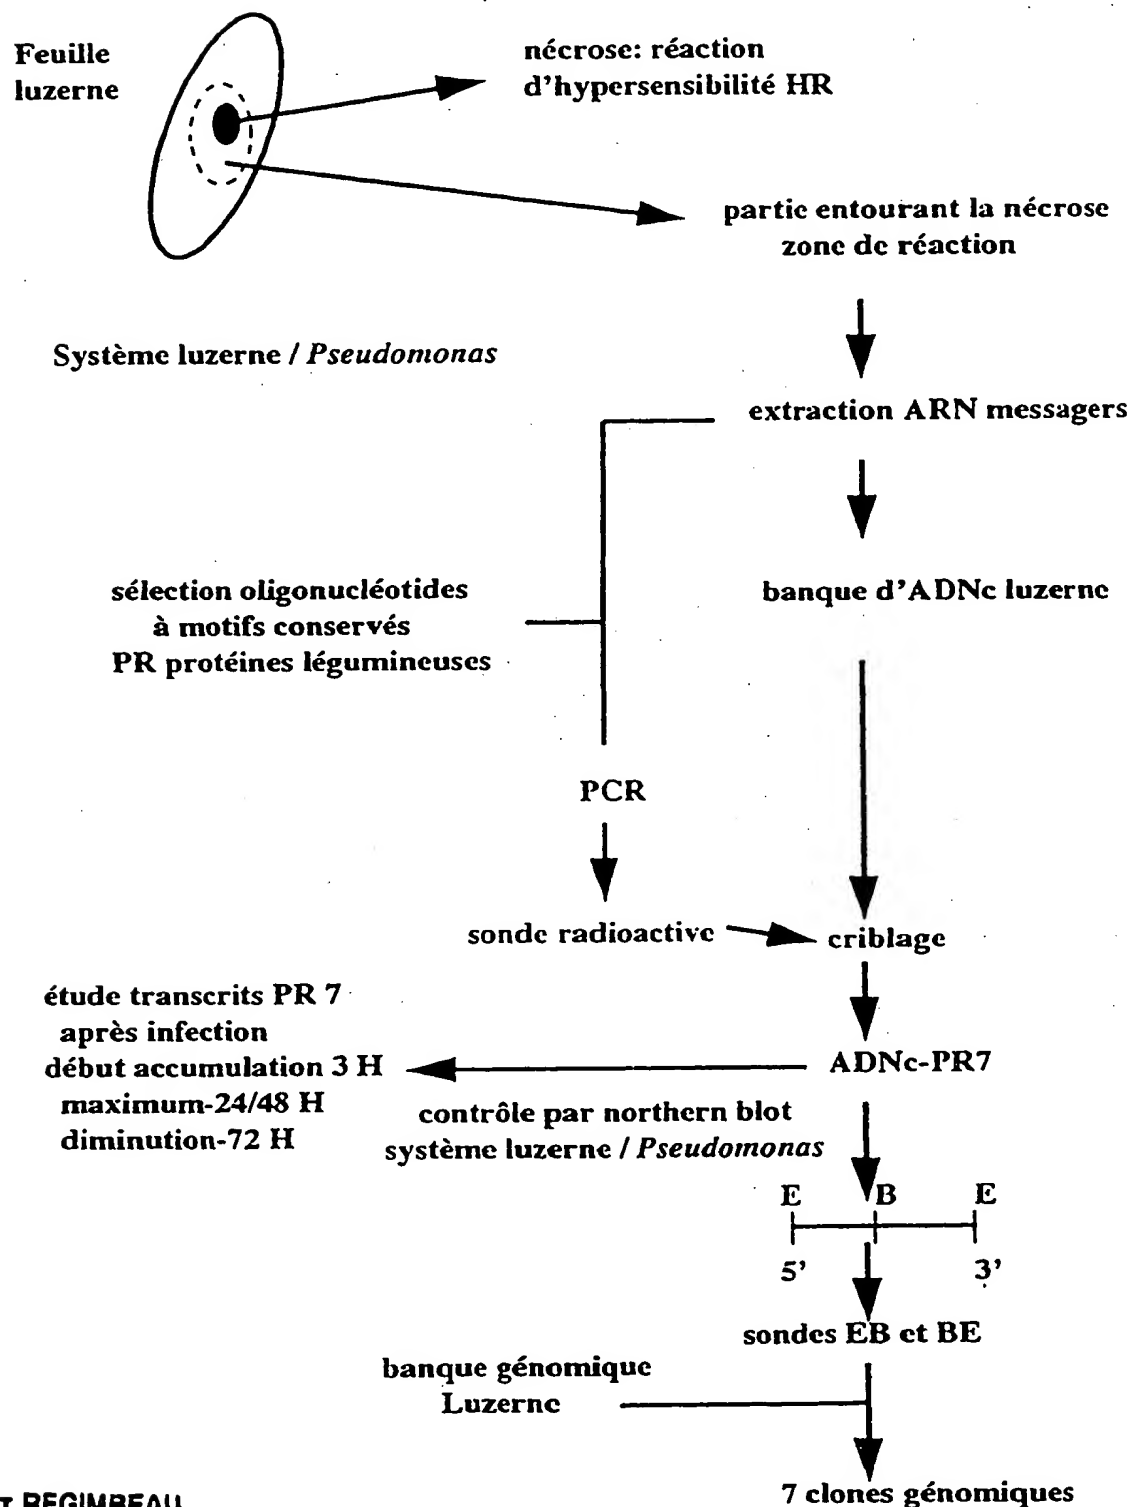 Feuille
luzerne
nécrose: réaction
d'hypersensibilité HR
partie entourant la nécrose
zone de réaction
Système luzerne / Pseudomonas
extraction ARN messagers
sélection oligonucléotides
à motifs conservés
PR protéines légumineuses
banque d'ADNc luzerne
PCR
sonde radioactive
criblage
étude transcrits PR 7
après infection
début accumulation 3 H
maximum-24/48 H
diminution-72 H
ADNc-PR7
contrôle par northern blot
système luzerne / Pseudomonas
E B E
5' 3'
sondes EB et BE
banque génomique
Luzerne
7 clones génomiques